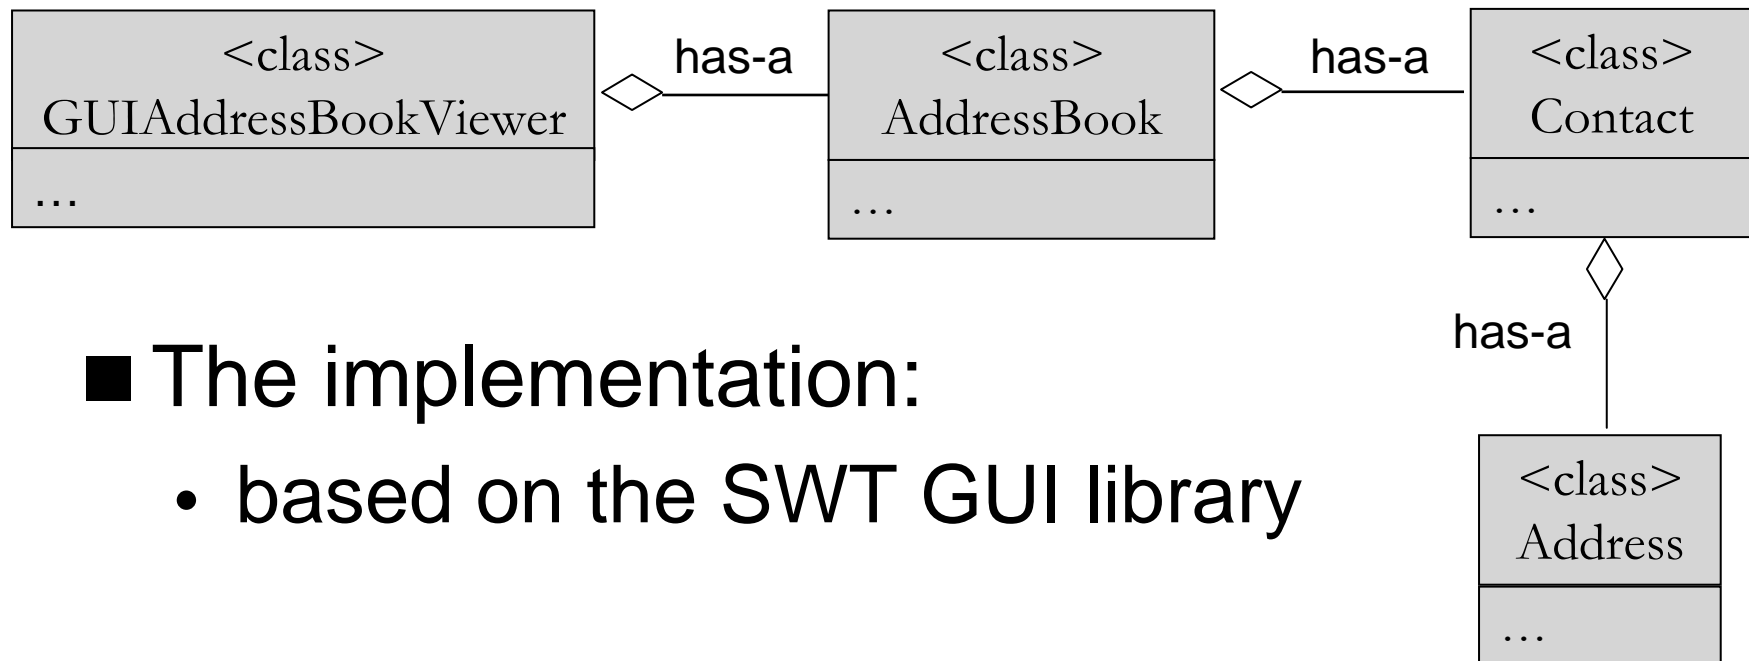 <class>
GUIAddressBookViewer
…
has-a
<class>
AddressBook
…
has-a
<class>
Contact
…
has-a
<class>
Address
…
■ The implementation:
• based on the SWT GUI library